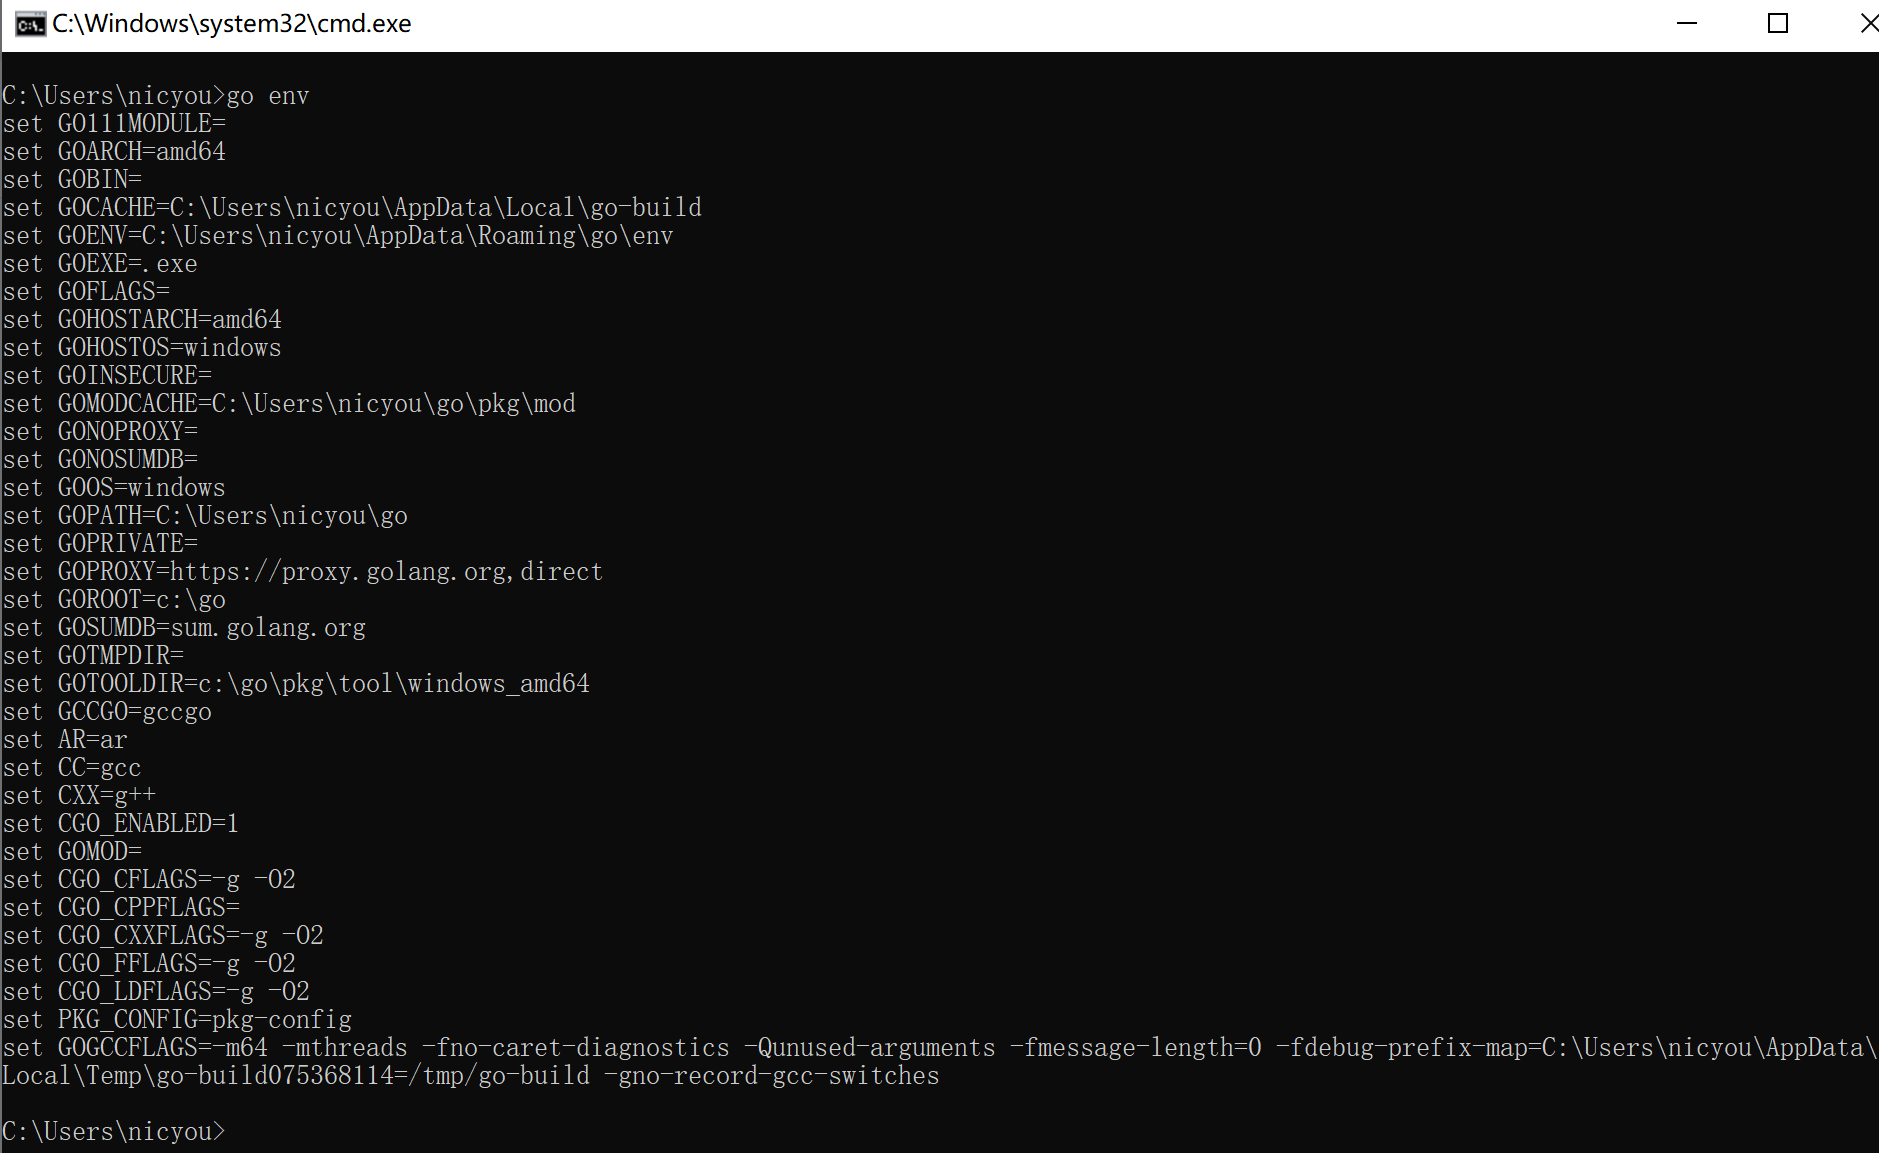 C:\Windows\system32\cmd.exe
C:\Users\nicyou>go env
set GO111MODULE=
set GOARCH=amd64
set GOBIN=
set GOCACHE=C:\Users\nicyou\AppData\Local\go-build
set GOENV=C:\Users\nicyou\AppData\Roaming\go\env
set GOEXE=.exe
set GOFLAGS=
set GOHOSTARCH=amd64
set GOHOSTOS=windows
set GOINSECURE=
set GOMODCACHE=C:\Users\nicyou\go\pkg\mod
set GONOPROXY=
set GONOSUMDB=
set GOOS=windows
set GOPATH=C:\Users\nicyou\go
set GOPRIVATE=
set GOPROXY=https://proxy.golang.org,direct
set GOROOT=c:\go
set GOSUMDB=sum.golang.org
set GOTMPDIR=
set GOTOOLDIR=c:\go\pkg\tool\windows_amd64
set GCCGO=gccgo
set AR=ar
set CC=gcc
set CXX=g++
set CGO_ENABLED=1
set GOMOD=
set CGO_CFLAGS=-g -O2
set CGO_CPPFLAGS=
set CGO_CXXFLAGS=-g -O2
set CGO_FFLAGS=-g -O2
set CGO_LDFLAGS=-g -O2
set PKG_CONFIG=pkg-config
set GOGCCFLAGS=-m64 -mthreads -fno-caret-diagnostics -Qunused-arguments -fmessage-length=0 -fdebug-prefix-map=C:\Users\nicyou\AppData\
Local\Temp\go-build075368114=/tmp/go-build -gno-record-gcc-switches
C:\Users\nicyou>